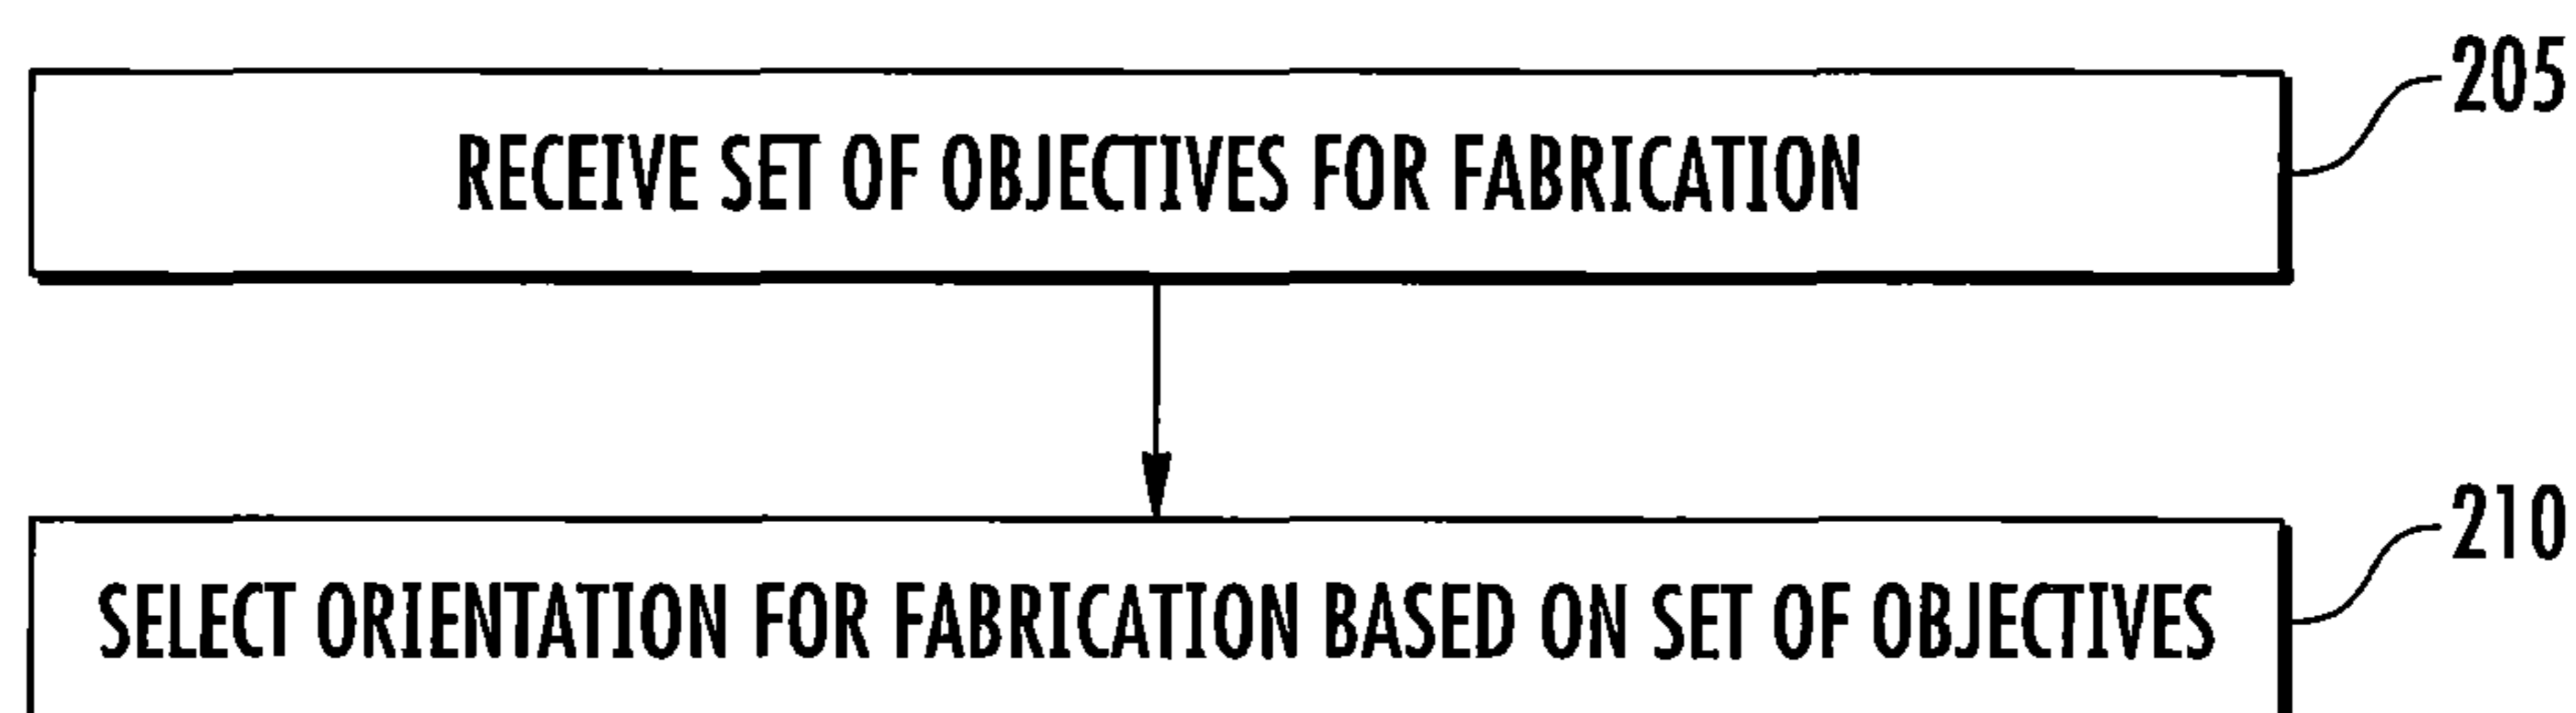 205
RECEIVE SET OF OBJECTIVES FOR FABRICATION
210
SELECT ORIENTATION FOR FABRICATION BASED ON SET OF OBJECTIVES